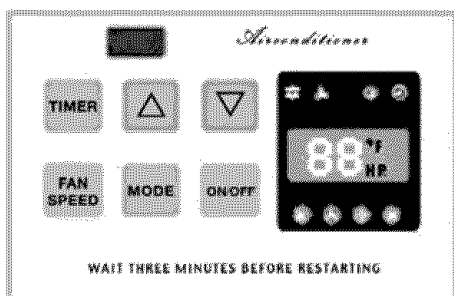 Airconditioner
TIMER
88 °F
HR
FAN
SPEED
MODE
ON/OFF
WAIT THREE MINUTES BEFORE RESTARTING